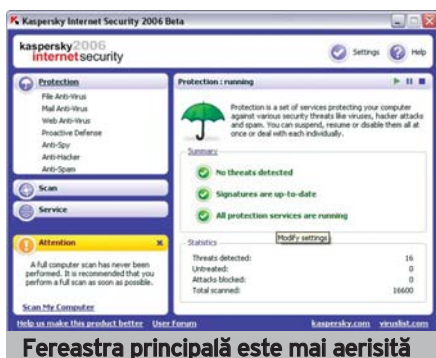 Kaspersky Internet Security 2006 Beta
kaspersky2006
internetsecurity
Settings
Help
Protection
File Anti-Virus
Mail Anti-Virus
Web Anti-Virus
Proactive Defense
Anti-Spy
Anti-Hacker
Anti-Spam
Scan
Service
Attention
A full computer scan has never been
performed. It is recommended that you
perform a full scan as soon as possible.
Scan My Computer
Protection : running
Protection is a set of services protecting your computer
against various security threats like viruses, hacker attacks
and spam. You can suspend, resume or disable them all at
once or deal with each individually.
Summary
No threats detected
Signatures are up-to-date
All protection services are running
Modify settings
Statistics
Threats detected: 16
Untreated: 0
Attacks blocked: 0
Total scanned: 16600
Help us make this product better User Forum kaspersky.com viruslist.com
Fereastra principală este mai aerisită